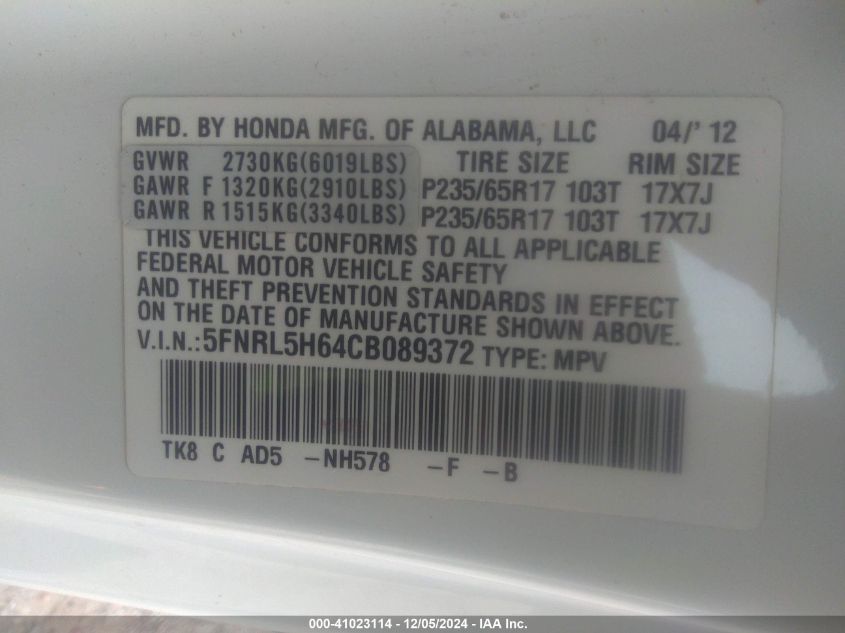 MFD. BY HONDA MFG. OF ALABAMA, LLC 04/' 12
GVWR 2730KG(6019LBS) TIRE SIZE RIM SIZE
GAWR F 1320KG(2910LBS) P235/65R17 103T 17X7J
GAWR R 1515KG(3340LBS) P235/65R17 103T 17X7J
THIS VEHICLE CONFORMS TO ALL APPLICABLE
FEDERAL MOTOR VEHICLE SAFETY
AND THEFT PREVENTION STANDARDS IN EFFECT
ON THE DATE OF MANUFACTURE SHOWN ABOVE.
V.I.N.:5FNRL5H64CB089372 TYPE: MPV
TK8 C AD5 -NH578 -F -B
000-41023114 - 12/05/2024 - IAA Inc.